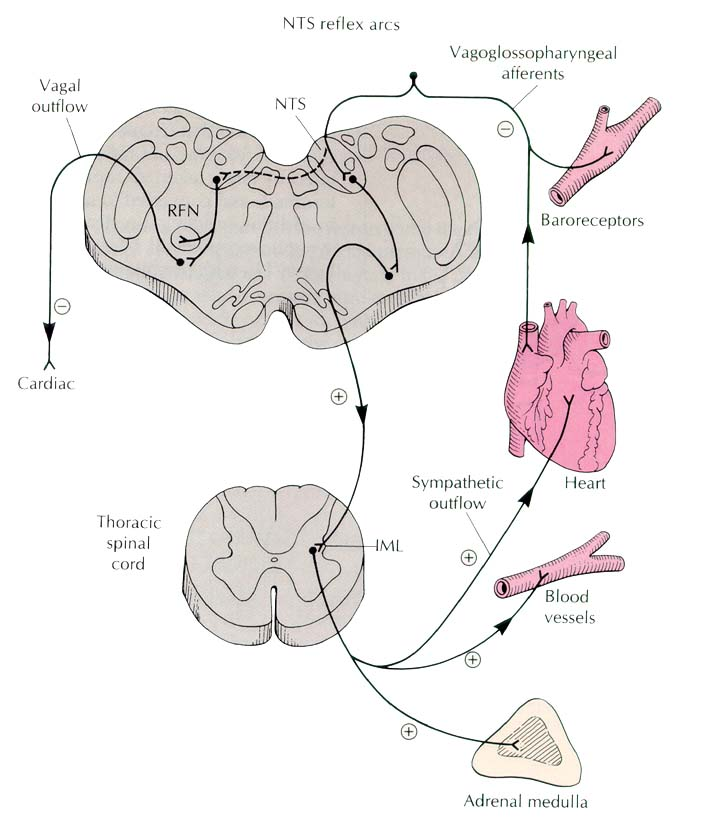 NTS reflex arcs
Vagoglossopharyngeal
afferents
Vagal
outflow
NTS
−
RFN
Baroreceptors
−
Cardiac
+
Heart
Sympathetic
outflow
Thoracic
spinal
cord
IML
+
Blood
vessels
+
+
Adrenal medulla